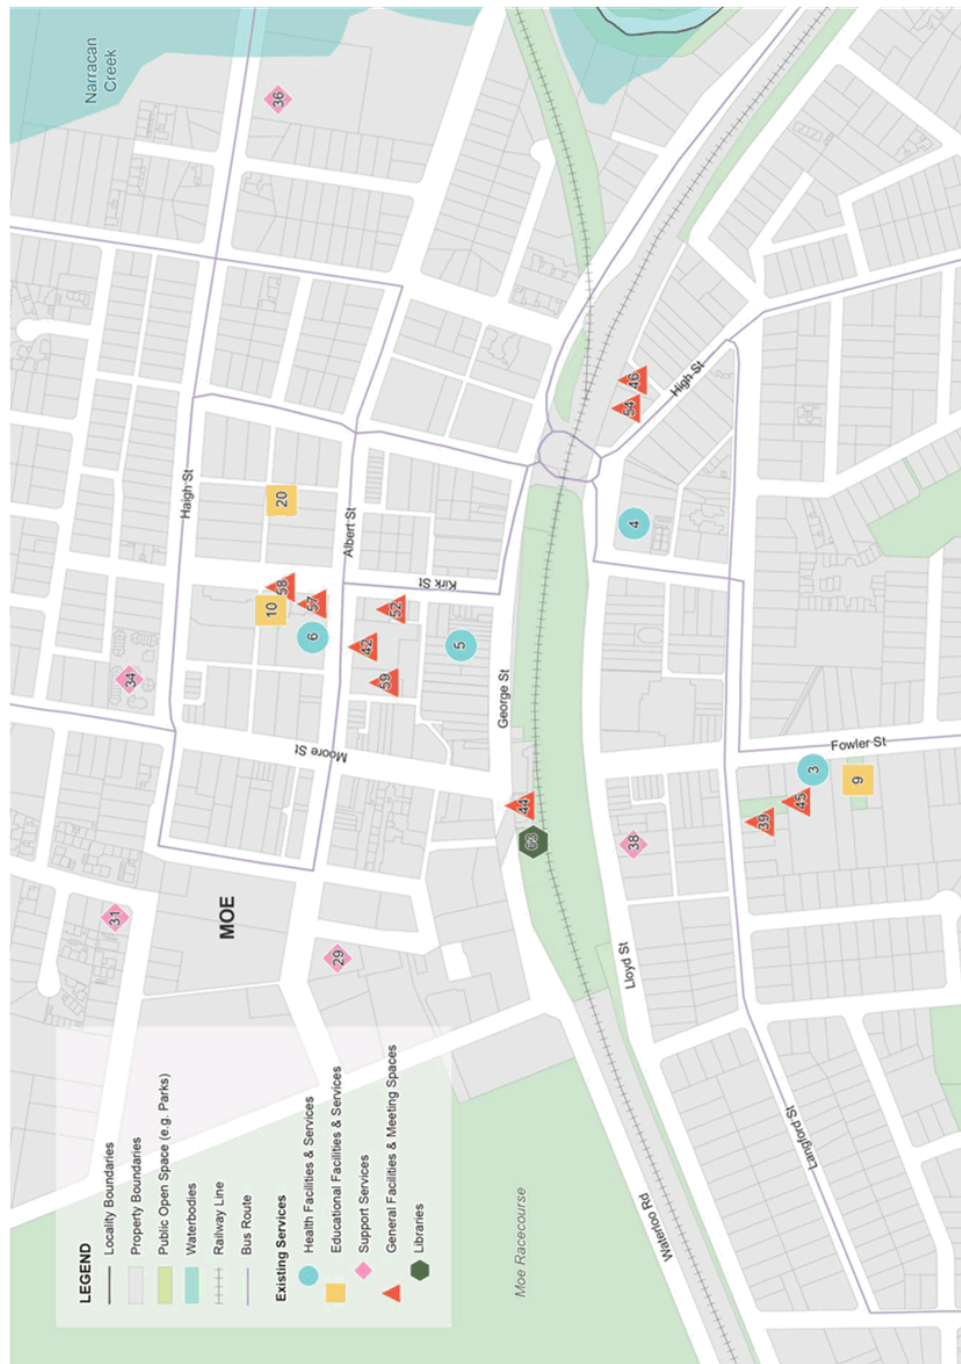 Narracan
Creek
36
Haigh St
20
Albert St
58
10
57
6
52
42
59
Kirk St
5
34
Moore St
George St
46
54
High St
4
Fowler St
3
9
45
39
44
63
38
31
MOE
29
Lloyd St
Langford St
Waterloo Rd
Moe Racecourse
LEGEND
Locality Boundaries
Property Boundaries
Public Open Space (e.g. Parks)
Waterbodies
Railway Line
Bus Route
Existing Services
Health Facilities & Services
Educational Facilities & Services
Support Services
General Facilities & Meeting Spaces
Libraries